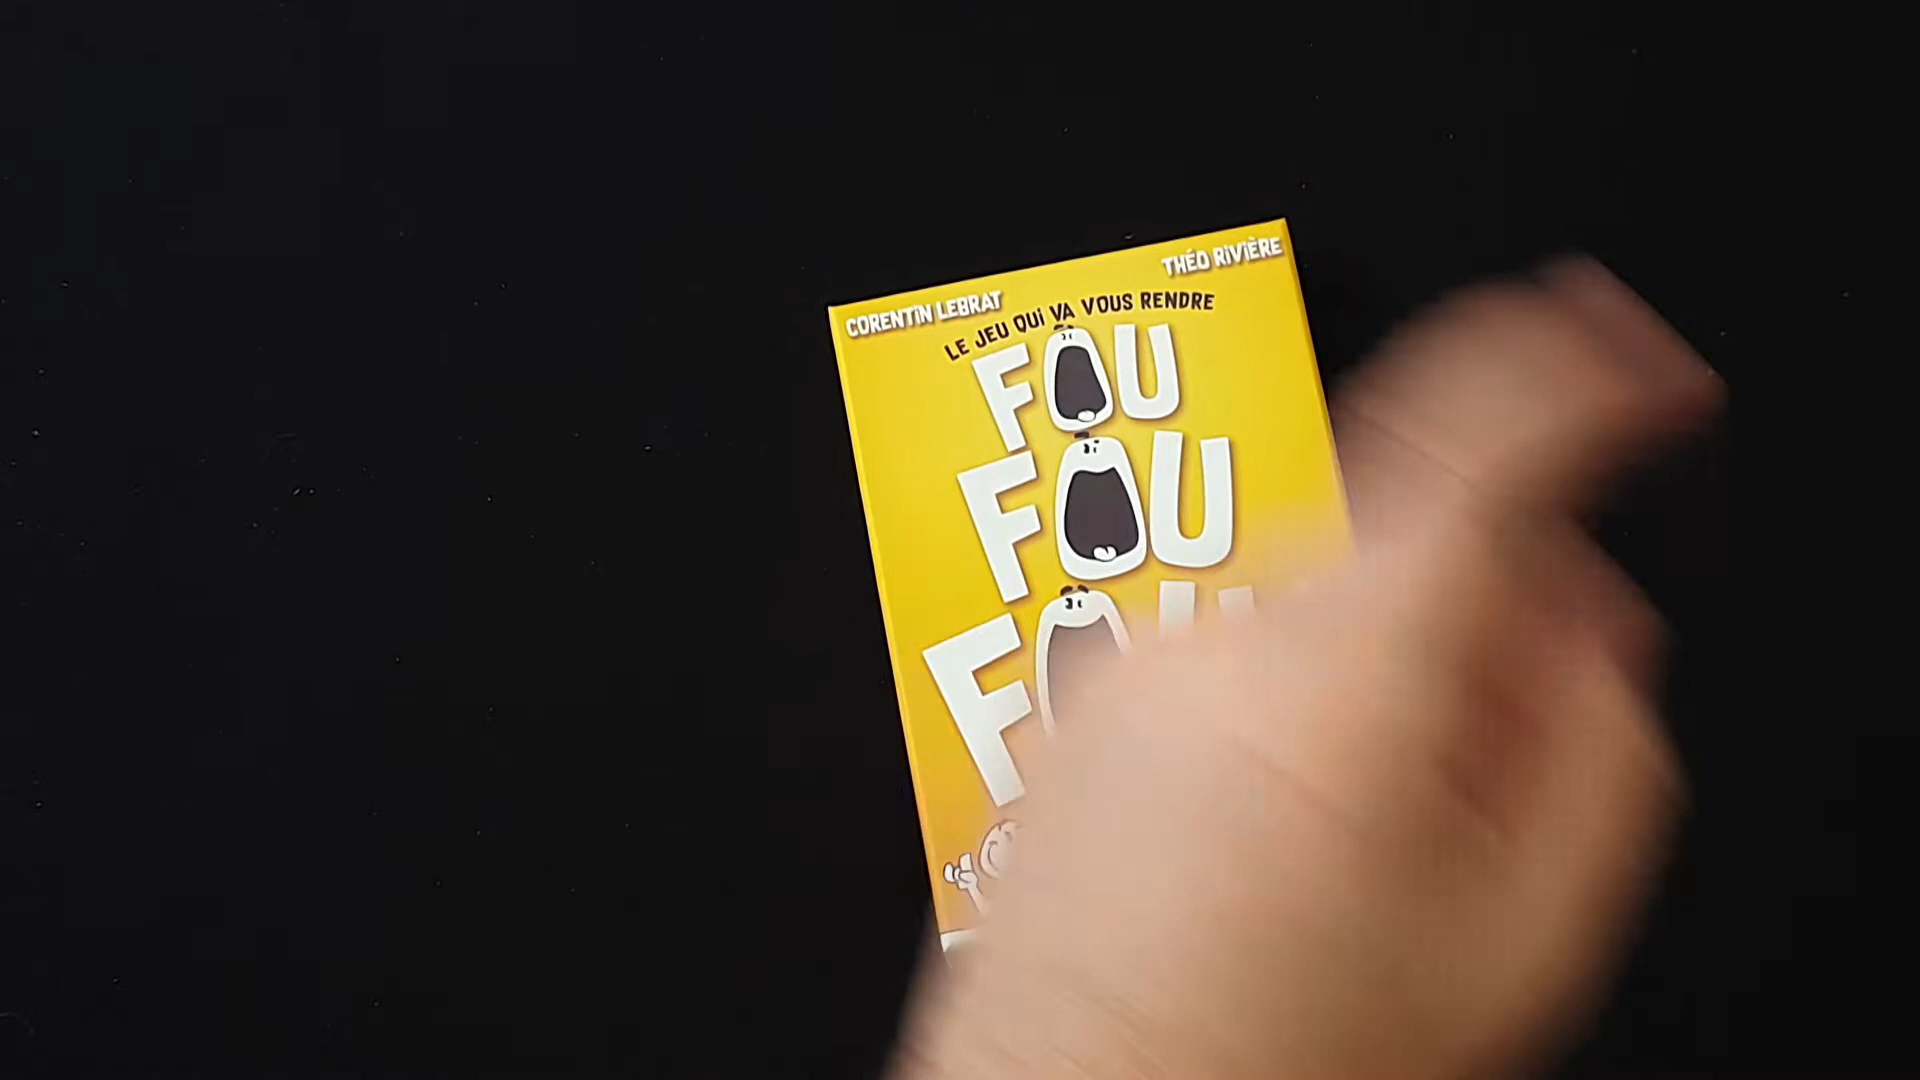 CORENTIN LEBRAT
THÉO RIVIÈRE
LE JEU QUI VA VOUS RENDRE
FOU
FOU